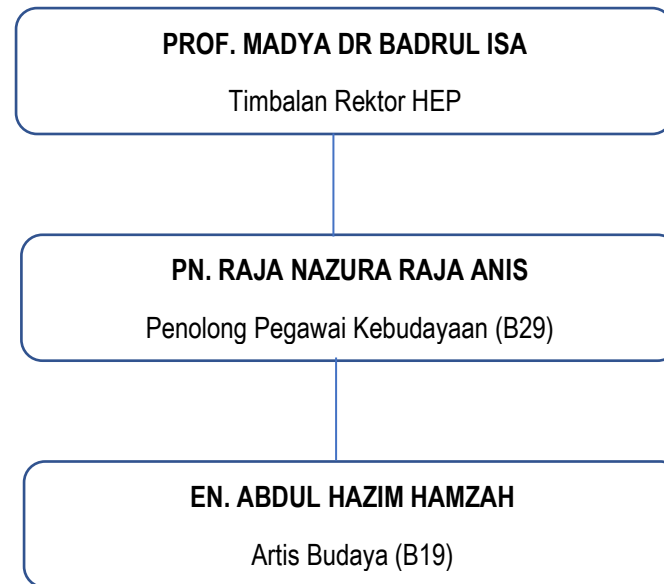 PROF. MADYA DR BADRUL ISA
Timbalan Rektor HEP
PN. RAJA NAZURA RAJA ANIS
Penolong Pegawai Kebudayaan (B29)
EN. ABDUL HAZIM HAMZAH
Artis Budaya (B19)